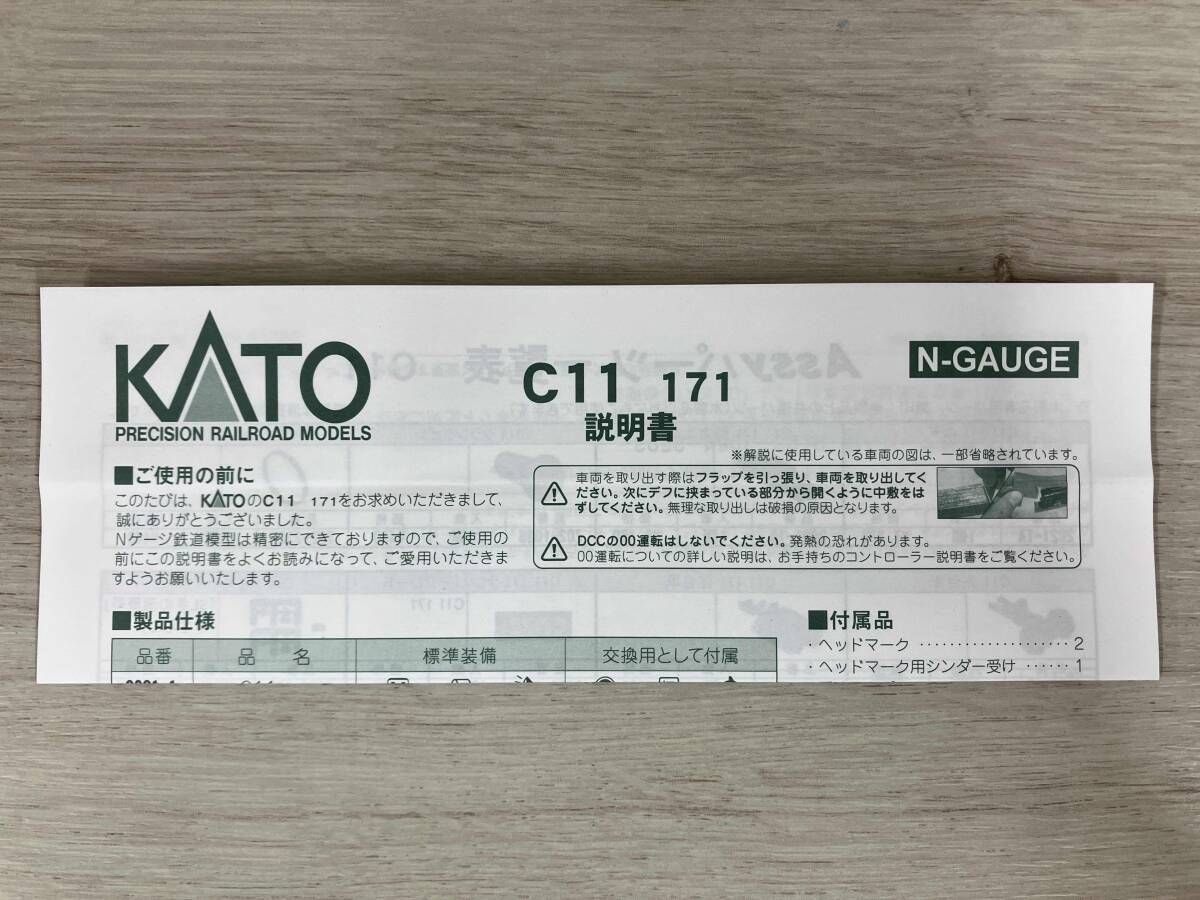 KATO
PRECISION RAILROAD MODELS
C11 171
説明書
N-GAUGE
※解説に使用している車両の図は、一部省略されています。
■ご使用の前に
このたびは、KATOのC11 171をお求めいただきまして、
誠にありがとうございました。
Nゲージ鉄道模型は精密にできておりますので、ご使用の
前にこの説明書をよくお読みになって、ご愛用いただきま
すようお願いいたします。
車両を取り出す際はフラップを引っ張り、車両を取り出してく
ださい。次にデフに挟まっている部分から開くように中敷をは
ずしてください。無理な取り出しは破損の原因となります。
DCCの00運転はしないでください。発熱の恐れがあります。
00運転についての詳しい説明は、お手持ちのコントローラー説明書をご覧ください。
■製品仕様
品番 品 名 標準装備 交換用として付属
■付属品
・ヘッドマーク ・・・・・・・・・・・・・・・・・・・・ 2
・ヘッドマーク用シンダー受け ・・・・・・ 1